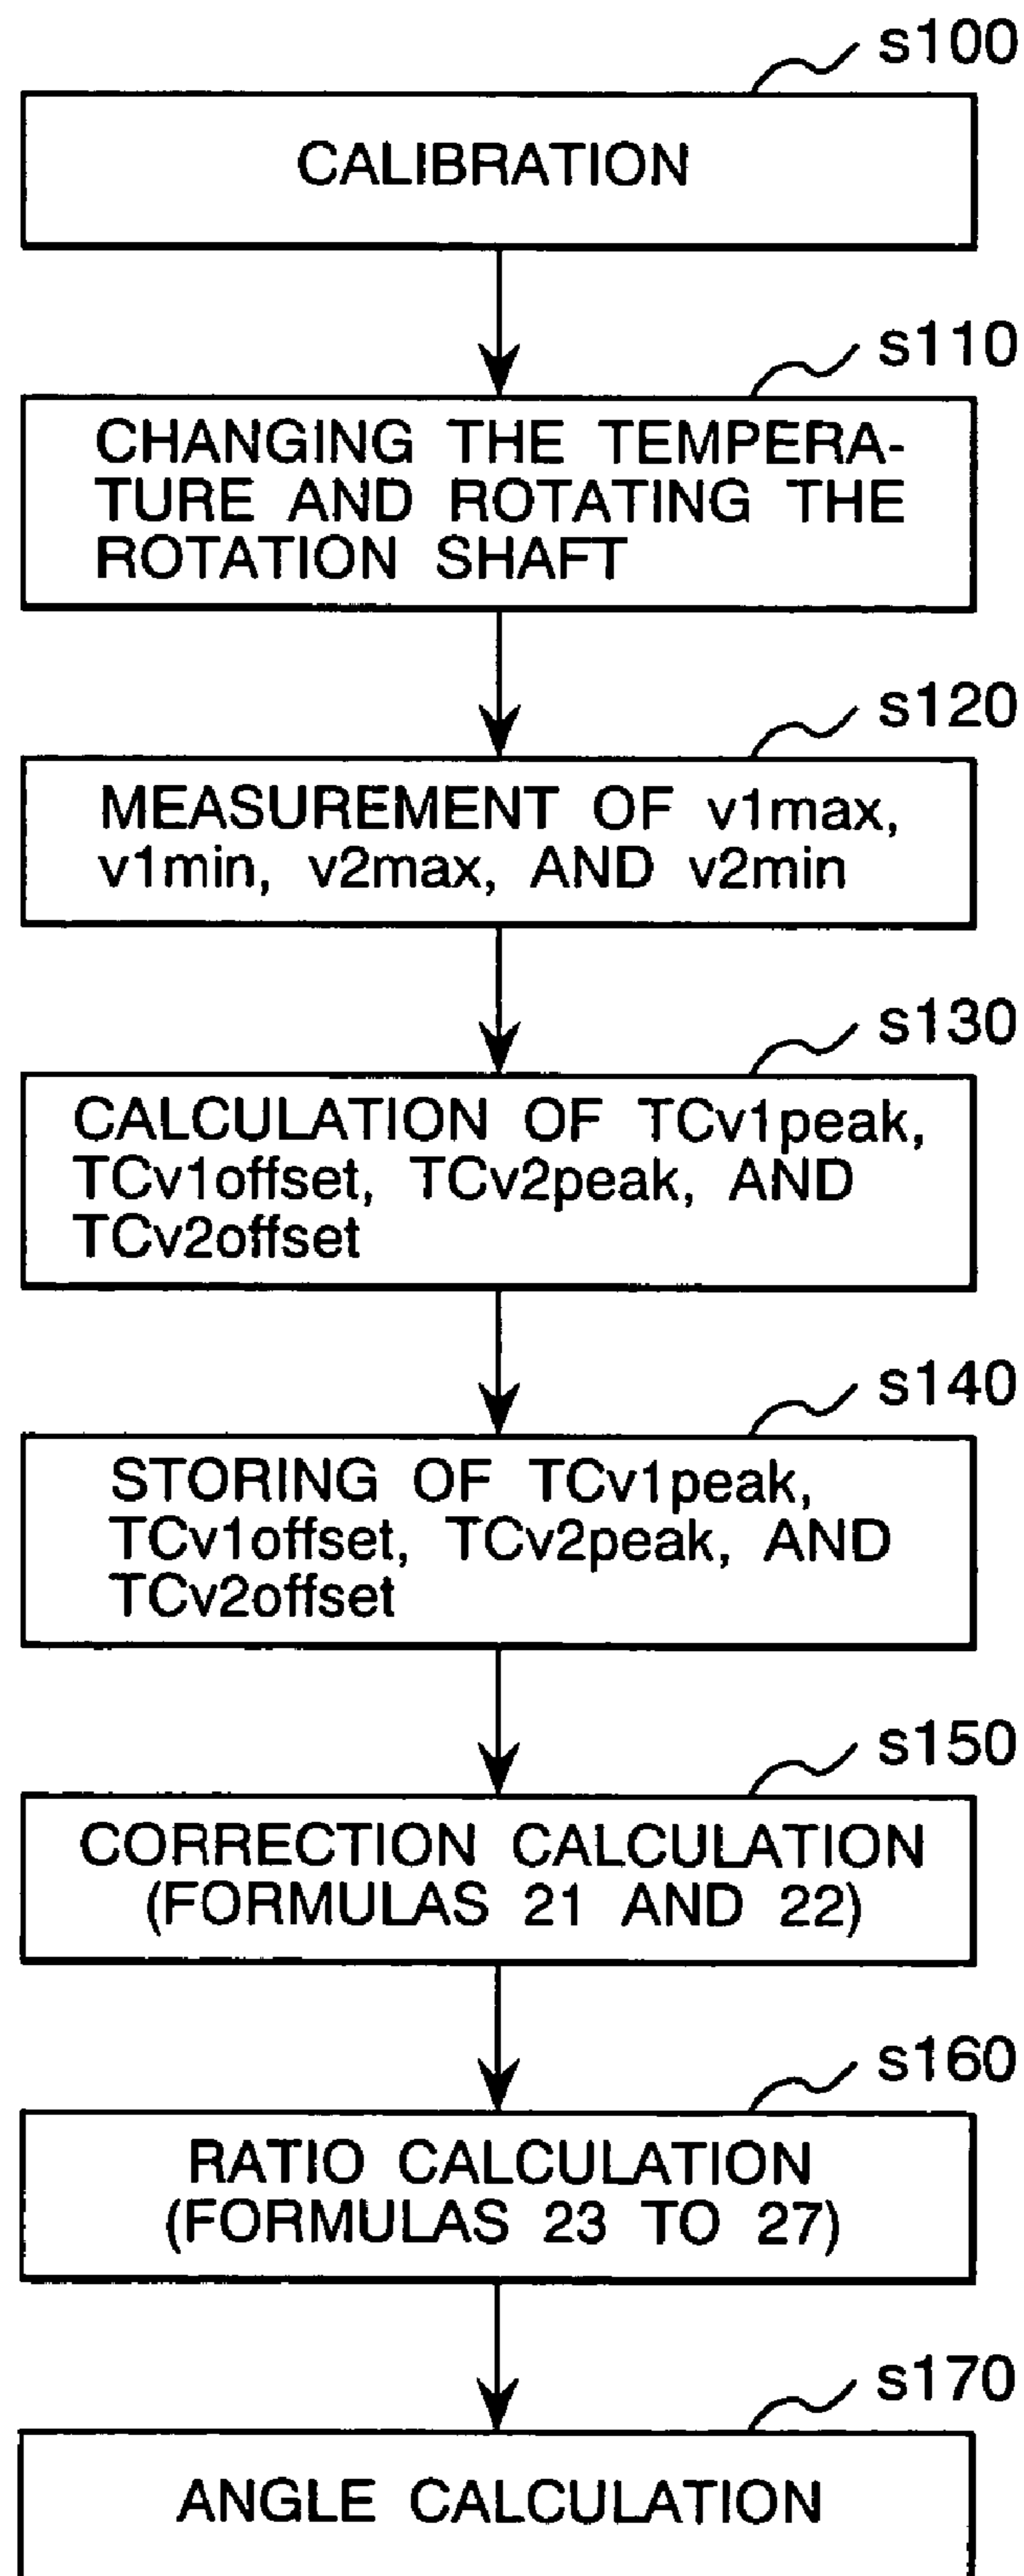 s100
CALIBRATION
s110
CHANGING THE TEMPERA-
TURE AND ROTATING THE
ROTATION SHAFT
s120
MEASUREMENT OF v1max,
v1min, v2max, AND v2min
s130
CALCULATION OF TCv1peak,
TCv1offset, TCv2peak, AND
TCv2offset
s140
STORING OF TCv1peak,
TCv1offset, TCv2peak, AND
TCv2offset
s150
CORRECTION CALCULATION
(FORMULAS 21 AND 22)
s160
RATIO CALCULATION
(FORMULAS 23 TO 27)
s170
ANGLE CALCULATION